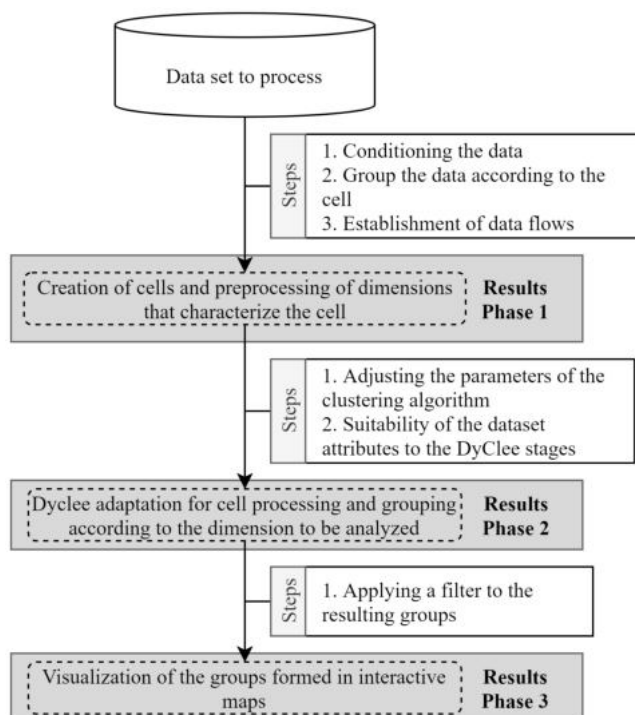 Data set to process
Steps
1. Conditioning the data
2. Group the data according to the
cell
3. Establishment of data flows
Creation of cells and preprocessing of dimensions
that characterize the cell
Results
Phase 1
Steps
1. Adjusting the parameters of the
clustering algorithm
2. Suitability of the dataset
attributes to the DyClee stages
Dyclee adaptation for cell processing and grouping
according to the dimension to be analyzed
Results
Phase 2
Steps
1. Applying a filter to the
resulting groups
Visualization of the groups formed in interactive
maps
Results
Phase 3